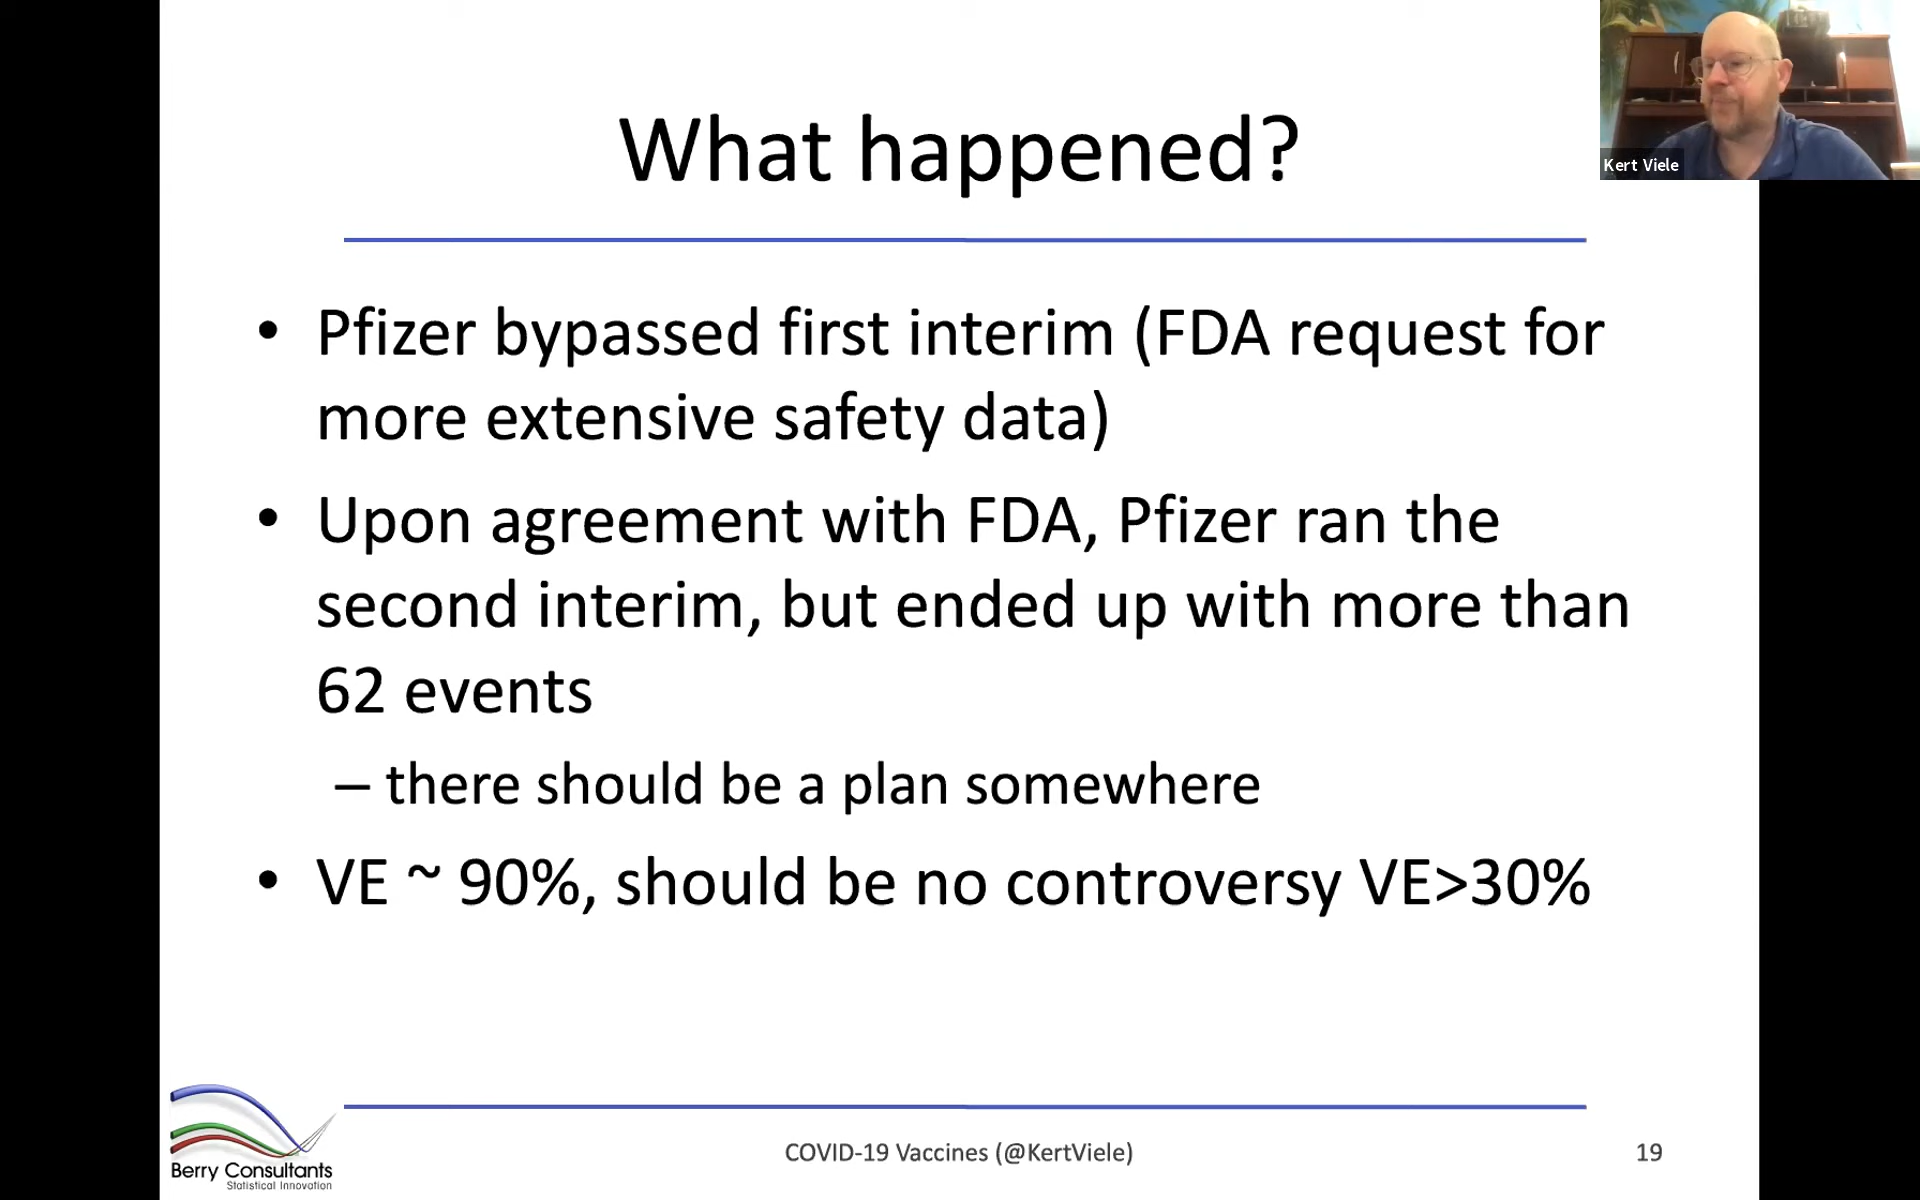 What happened?
Kert Viele
• Pfizer bypassed first interim (FDA request for
more extensive safety data)
• Upon agreement with FDA, Pfizer ran the
second interim, but ended up with more than
62 events
– there should be a plan somewhere
• VE ~ 90%, should be no controversy VE>30%
Berry Consultants
Statistical Innovation
COVID-19 Vaccines (@KertViele)
19